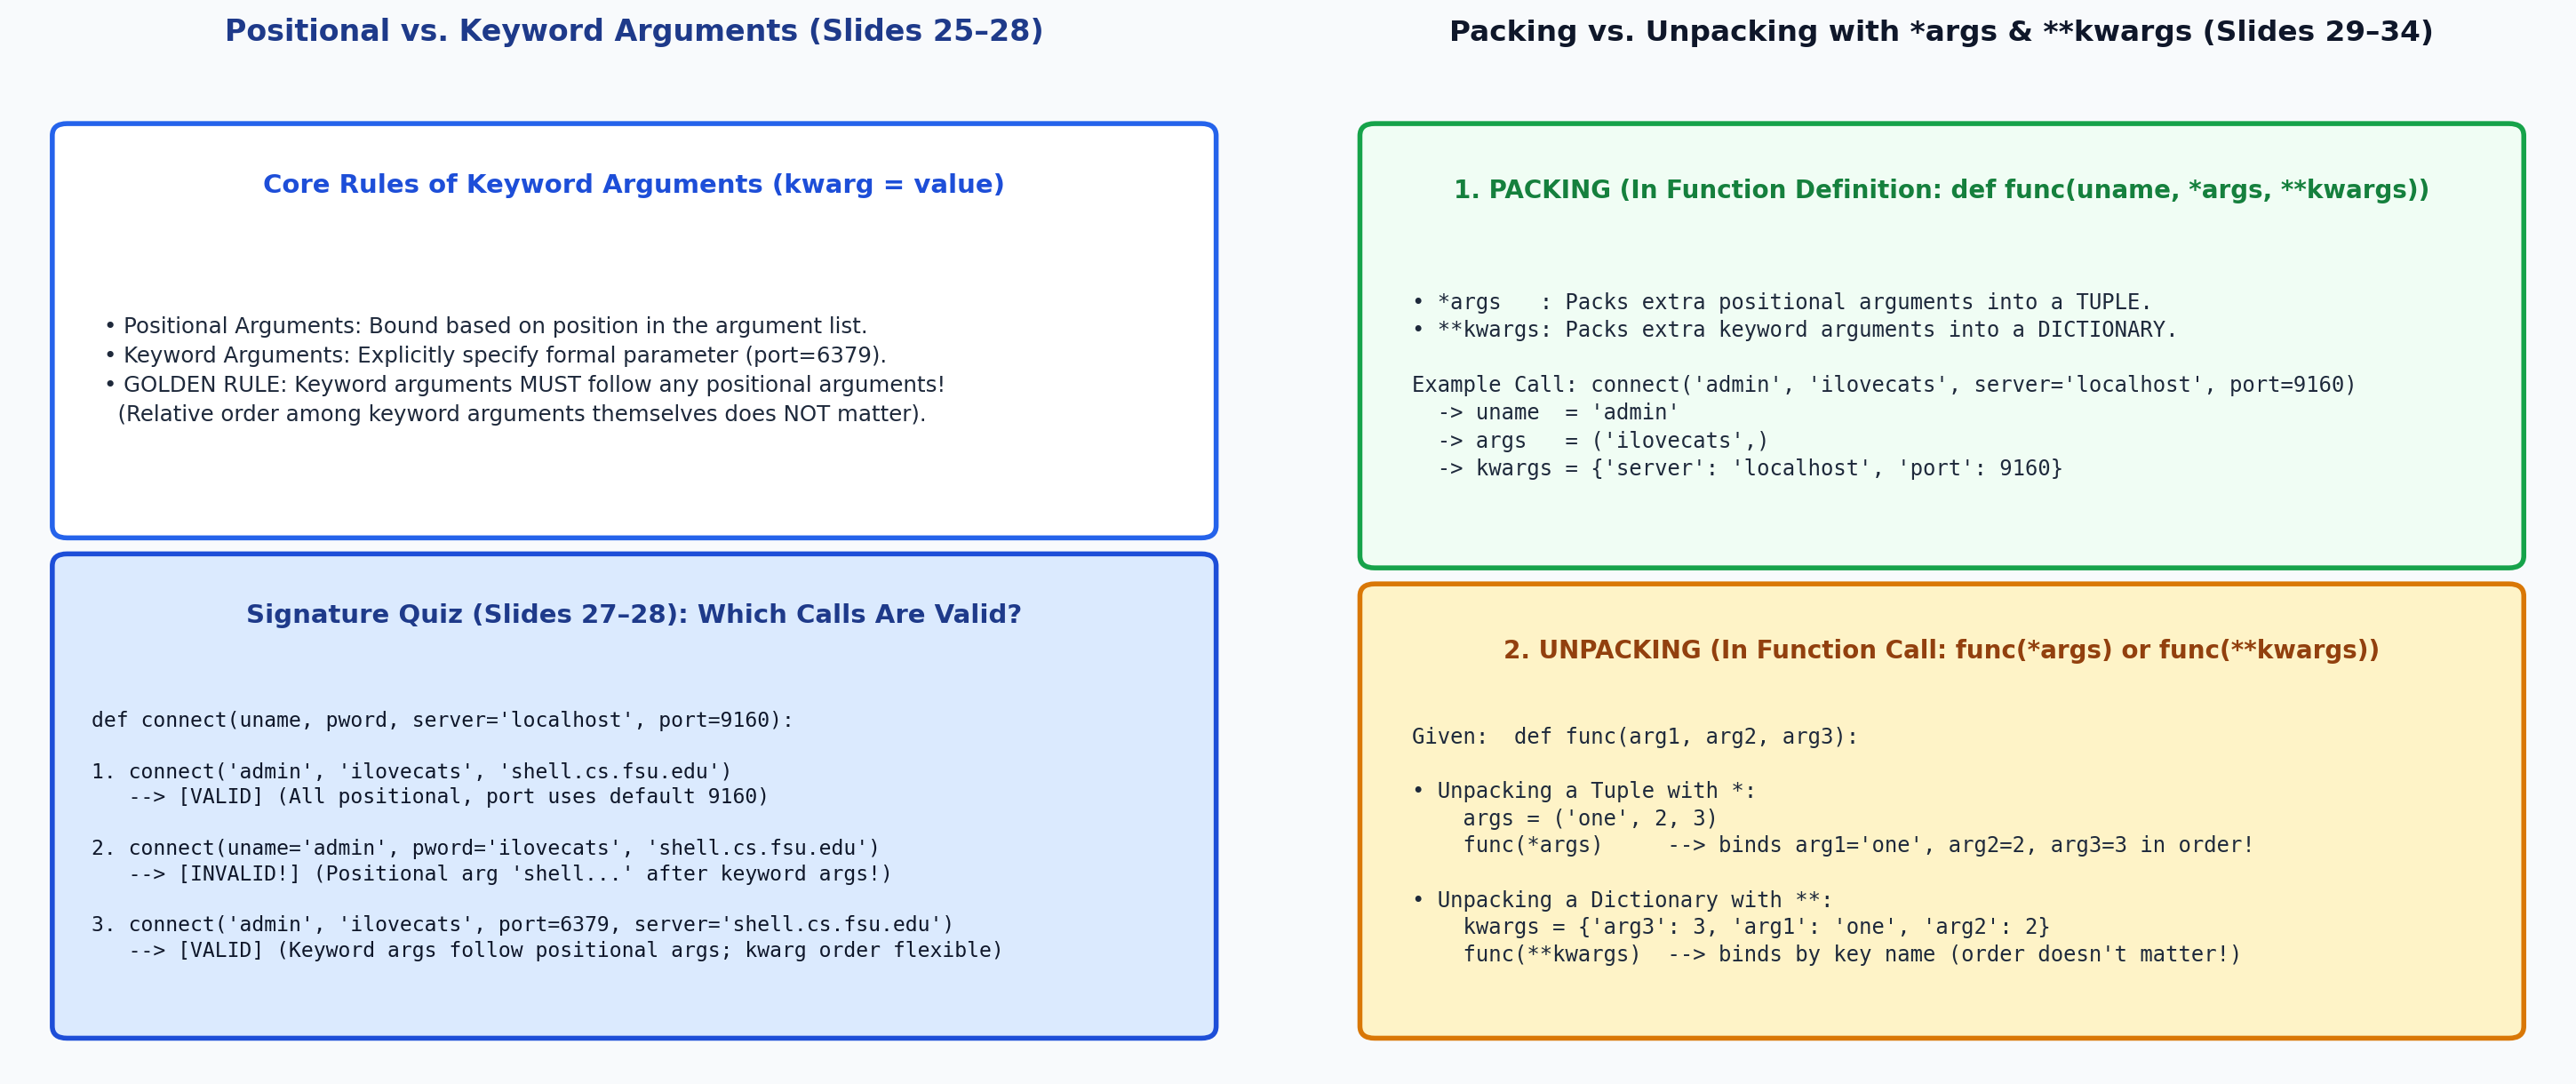 Positional vs. Keyword Arguments (Slides 25–28)
Core Rules of Keyword Arguments (kwarg = value)
• Positional Arguments: Bound based on position in the argument list.
• Keyword Arguments: Explicitly specify formal parameter (port=6379).
• GOLDEN RULE: Keyword arguments MUST follow any positional arguments!
(Relative order among keyword arguments themselves does NOT matter).
Signature Quiz (Slides 27–28): Which Calls Are Valid?
def connect(uname, pword, server='localhost', port=9160):
1. connect('admin', 'ilovecats', 'shell.cs.fsu.edu')
--> [VALID] (All positional, port uses default 9160)
2. connect(uname='admin', pword='ilovecats', 'shell.cs.fsu.edu')
--> [INVALID!] (Positional arg 'shell...' after keyword args!)
3. connect('admin', 'ilovecats', port=6379, server='shell.cs.fsu.edu')
--> [VALID] (Keyword args follow positional args; kwarg order flexible)
Packing vs. Unpacking with *args & **kwargs (Slides 29–34)
1. PACKING (In Function Definition: def func(uname, *args, **kwargs))
• *args   : Packs extra positional arguments into a TUPLE.
• **kwargs: Packs extra keyword arguments into a DICTIONARY.
Example Call: connect('admin', 'ilovecats', server='localhost', port=9160)
-> uname  = 'admin'
-> args   = ('ilovecats',)
-> kwargs = {'server': 'localhost', 'port': 9160}
2. UNPACKING (In Function Call: func(*args) or func(**kwargs))
Given:  def func(arg1, arg2, arg3):
• Unpacking a Tuple with *:
args = ('one', 2, 3)
func(*args)     --> binds arg1='one', arg2=2, arg3=3 in order!
• Unpacking a Dictionary with **:
kwargs = {'arg3': 3, 'arg1': 'one', 'arg2': 2}
func(**kwargs)  --> binds by key name (order doesn't matter!)